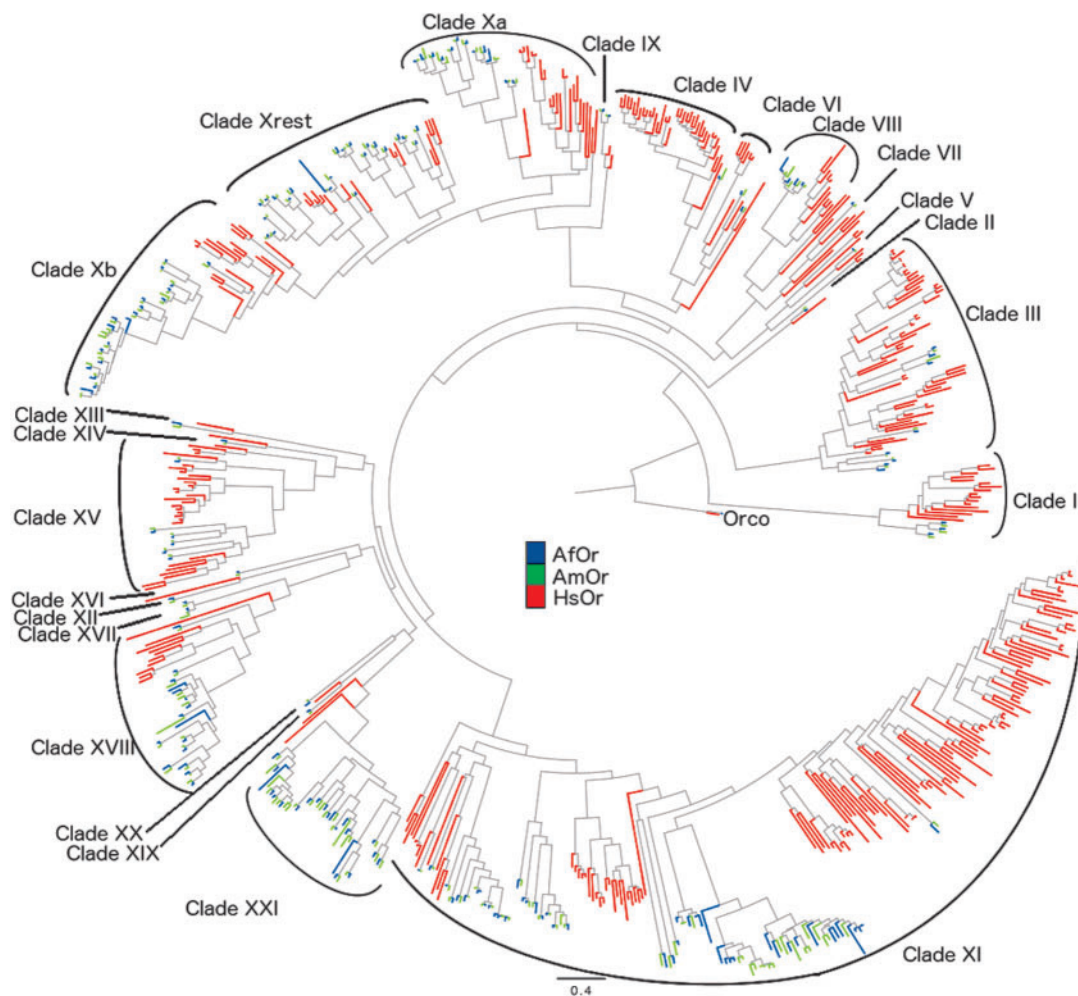 Clade Xa
Clade IX
Clade IV
Clade VI
Clade VIII
Clade VII
Clade V
Clade II
Clade Xrest
Clade Xb
Clade III
Clade XIII
Clade XIV
Clade XV
Clade I
Orco
AfOr
AmOr
HsOr
Clade XVI
Clade XII
Clade XVII
Clade XVIII
Clade XX
Clade XIX
Clade XXI
Clade XI
0.4